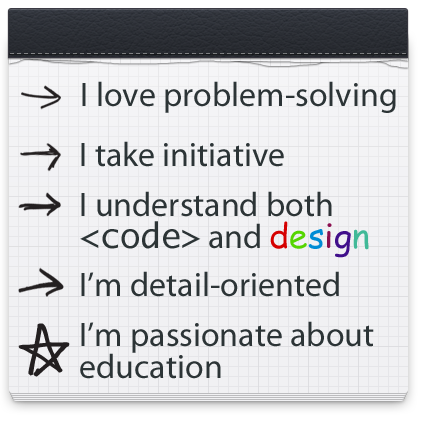 I love problem-solving
I take initiative
I understand both
<code> and design
I’m detail-oriented
I’m passionate about
education